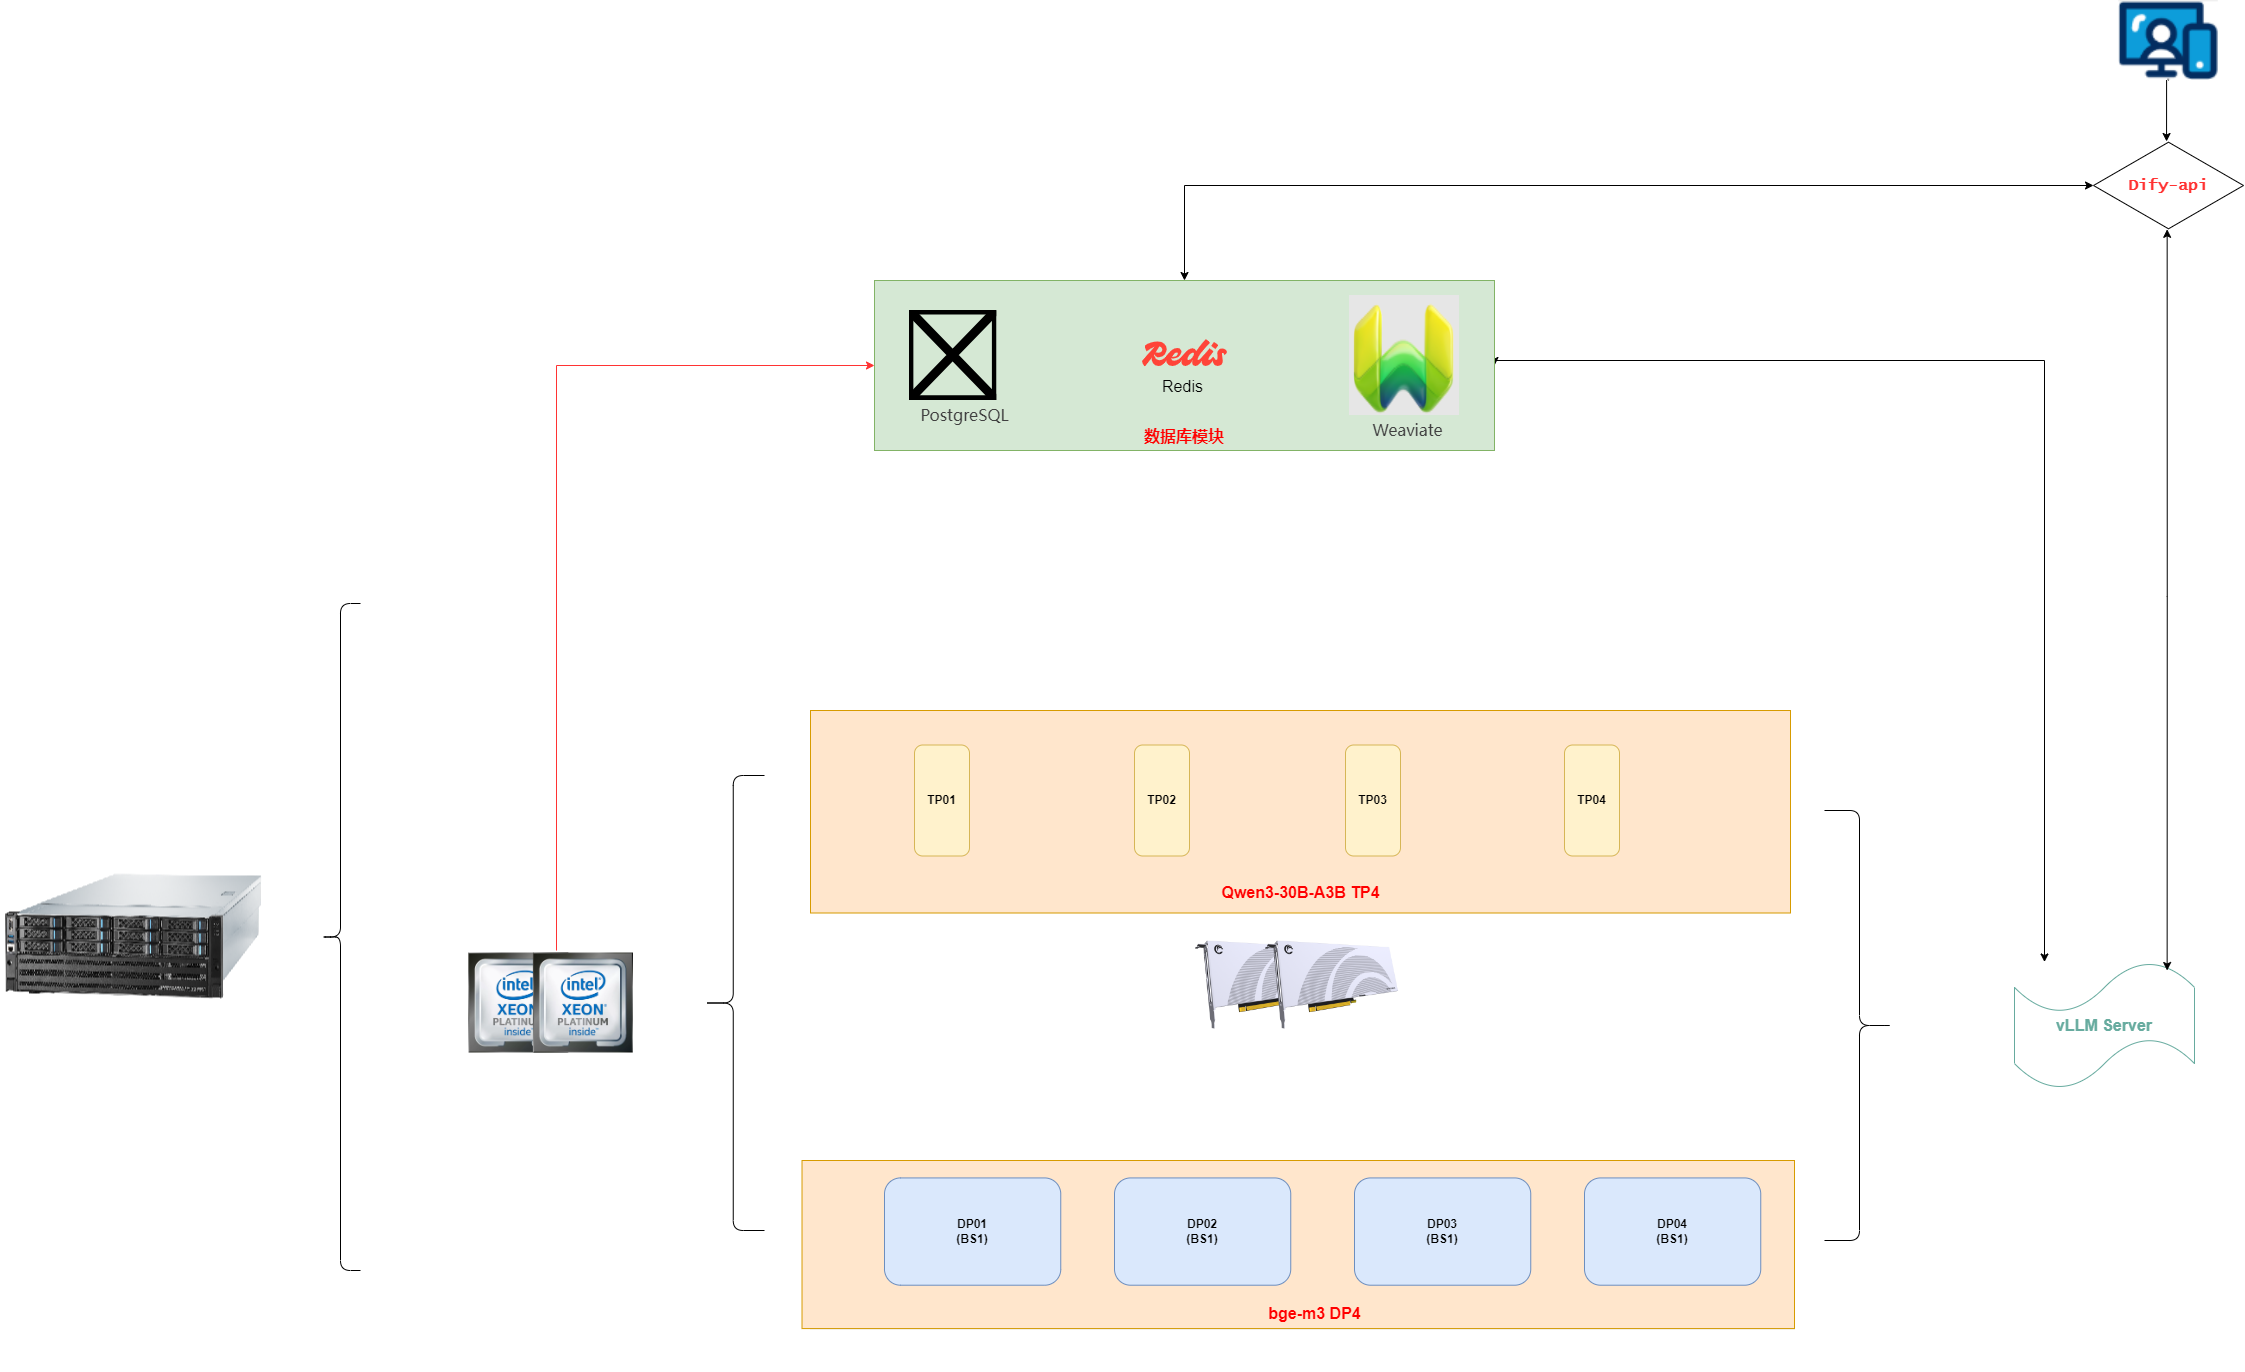 Dify-api
Redis
PostgreSQL
Redis
Weaviate
数据库模块
TP01
TP02
TP03
TP04
Qwen3-30B-A3B TP4
intel
XEON
PLATINU
inside
intel
XEON
PLATINUM
inside
vLLM Server
DP01
(BS1)
DP02
(BS1)
DP03
(BS1)
DP04
(BS1)
bge-m3 DP4